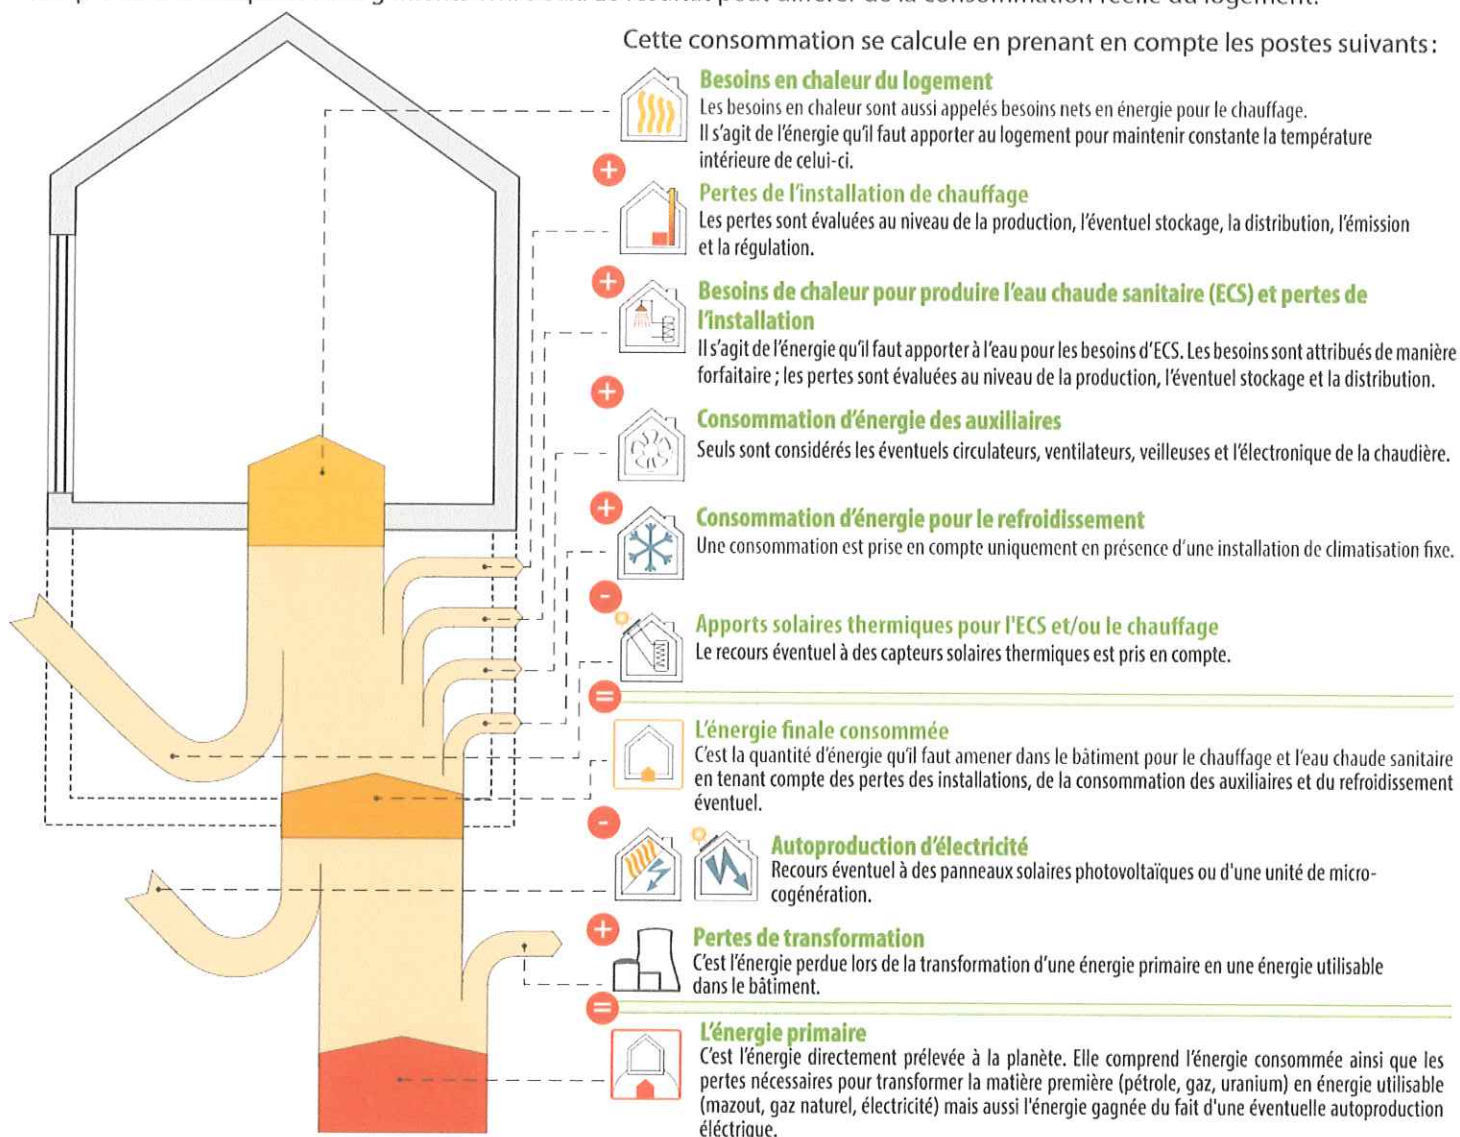 peut différer de la consommation réelle du logement.
Cette consommation se calcule en prenant en compte les postes suivants :
Besoins en chaleur du logement
Les besoins en chaleur sont aussi appelés besoins nets en énergie pour le chauffage.
Il s'agit de l'énergie qu'il faut apporter au logement pour maintenir constante la température
intérieure de celui-ci.
+
Pertes de l'installation de chauffage
Les pertes sont évaluées au niveau de la production, l'éventuel stockage, la distribution, l'émission
et la régulation.
+
Besoins de chaleur pour produire l'eau chaude sanitaire (ECS) et pertes de
l'installation
Il s'agit de l'énergie qu'il faut apporter à l'eau pour les besoins d'ECS. Les besoins sont attribués de manière
forfaitaire ; les pertes sont évaluées au niveau de la production, l'éventuel stockage et la distribution.
+
Consommation d'énergie des auxiliaires
Seuls sont considérés les éventuels circulateurs, ventilateurs, veilleuses et l'électronique de la chaudière.
+
Consommation d'énergie pour le refroidissement
Une consommation est prise en compte uniquement en présence d'une installation de climatisation fixe.
-
Apports solaires thermiques pour l'ECS et/ou le chauffage
Le recours éventuel à des capteurs solaires thermiques est pris en compte.
=
L'énergie finale consommée
C'est la quantité d'énergie qu'il faut amener dans le bâtiment pour le chauffage et l'eau chaude sanitaire
en tenant compte des pertes des installations, de la consommation des auxiliaires et du refroidissement
éventuel.
-
Autoproduction d'électricité
Recours éventuel à des panneaux solaires photovoltaïques ou d'une unité de micro-
cogénération.
+
Pertes de transformation
C'est l'énergie perdue lors de la transformation d'une énergie primaire en une énergie utilisable
dans le bâtiment.
=
L'énergie primaire
C'est l'énergie directement prélevée à la planète. Elle comprend l'énergie consommée ainsi que les
pertes nécessaires pour transformer la matière première (pétrole, gaz, uranium) en énergie utilisable
(mazout, gaz naturel, électricité) mais aussi l'énergie gagnée du fait d'une éventuelle autoproduction
éléctrique.